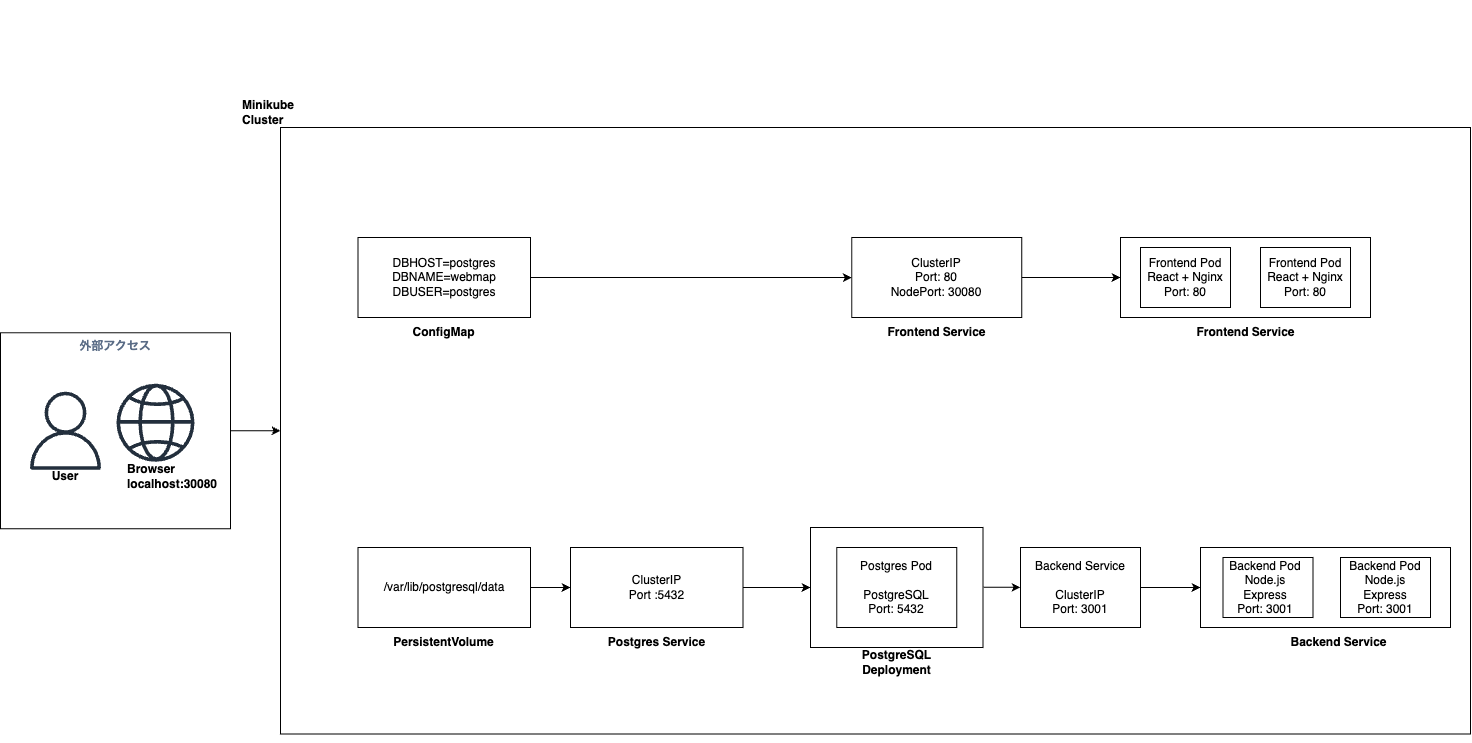 Minikube
Cluster
DBHOST=postgres
DBNAME=webmap
DBUSER=postgres
ConfigMap
ClusterIP
Port: 80
NodePort: 30080
Frontend Service
Frontend Pod
React + Nginx
Port: 80
Frontend Pod
React + Nginx
Port: 80
Frontend Service
外部アクセス
User
Browser
localhost:30080
/var/lib/postgresql/data
PersistentVolume
ClusterIP
Port :5432
Postgres Service
Postgres Pod
PostgreSQL
Port: 5432
PostgreSQL
Deployment
Backend Service
ClusterIP
Port: 3001
Backend Pod
Node.js
Express
Port: 3001
Backend Pod
Node.js
Express
Port: 3001
Backend Service